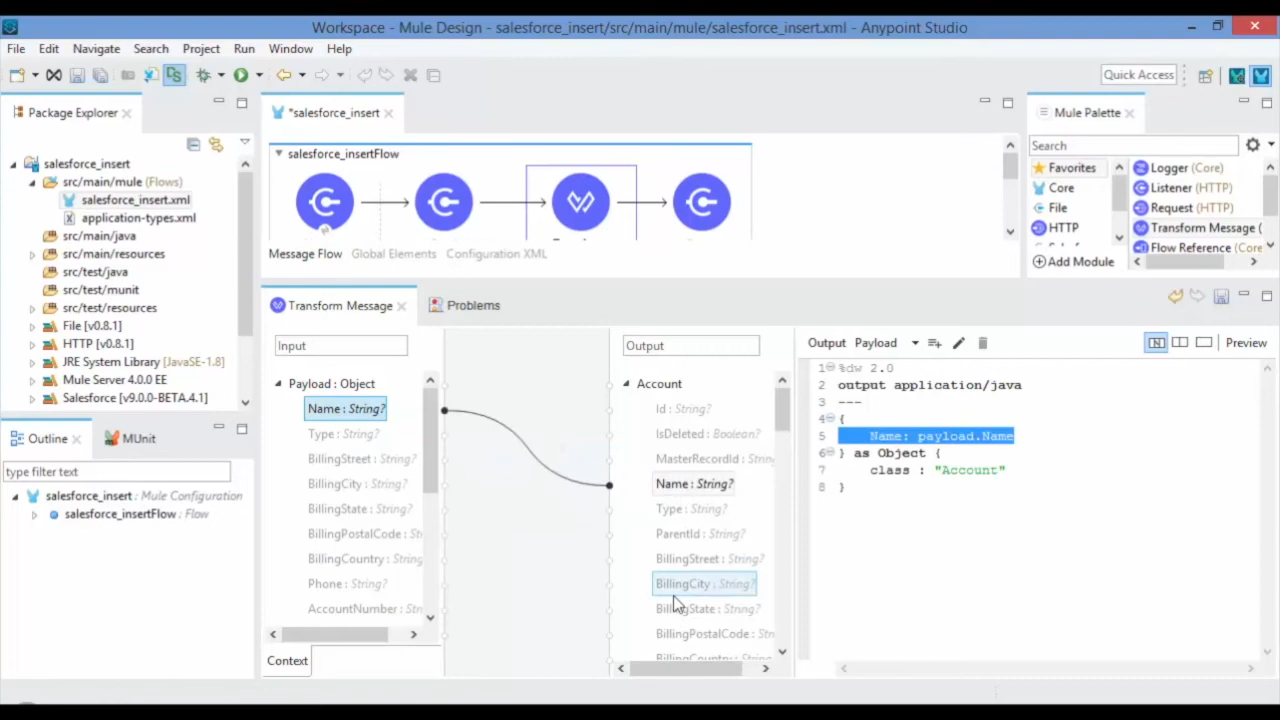 Workspace - Mule Design - salesforce_insert/src/main/mule/salesforce_insert.xml - Anypoint Studio
File Edit Navigate Search Project Run Window Help
Quick Access
Package Explorer
salesforce_insert
src/main/mule (Flows)
salesforce_insert.xml
application-types.xml
src/main/java
src/main/resources
src/test/java
src/test/munit
src/test/resources
File [v0.8.1]
HTTP [v0.8.1]
JRE System Library [JavaSE-1.8]
Mule Server 4.0.0 EE
Salesforce [v9.0.0-BETA.4.1]
Outline MUnit
type filter text
salesforce_insert : Mule Configuration
salesforce_insertFlow : Flow
*salesforce_insert
salesforce_insertFlow
Message Flow Global Elements Configuration XML
Mule Palette
Search
Favorites
Core
File
HTTP
Add Module
Logger (Core)
Listener (HTTP)
Request (HTTP)
Transform Message (
Flow Reference (Core
Transform Message Problems
Input
Payload : Object
Name : String?
Type : String?
BillingStreet : String?
BillingCity : String?
BillingState : String?
BillingPostalCode : St
BillingCountry : String
Phone : String?
AccountNumber : Str
Context
Output
Account
Id : String?
IsDeleted : Boolean?
MasterRecordId : String
Name : String?
Type : String?
ParentId : String?
BillingStreet : String?
BillingCity : String?
BillingState : String?
BillingPostalCode : Str
BillingCountry : String
Output Payload Preview
1 %dw 2.0
2 output application/java
3 ---
4 {
5 Name: payload.Name
6 } as Object {
7 class : "Account"
8 }